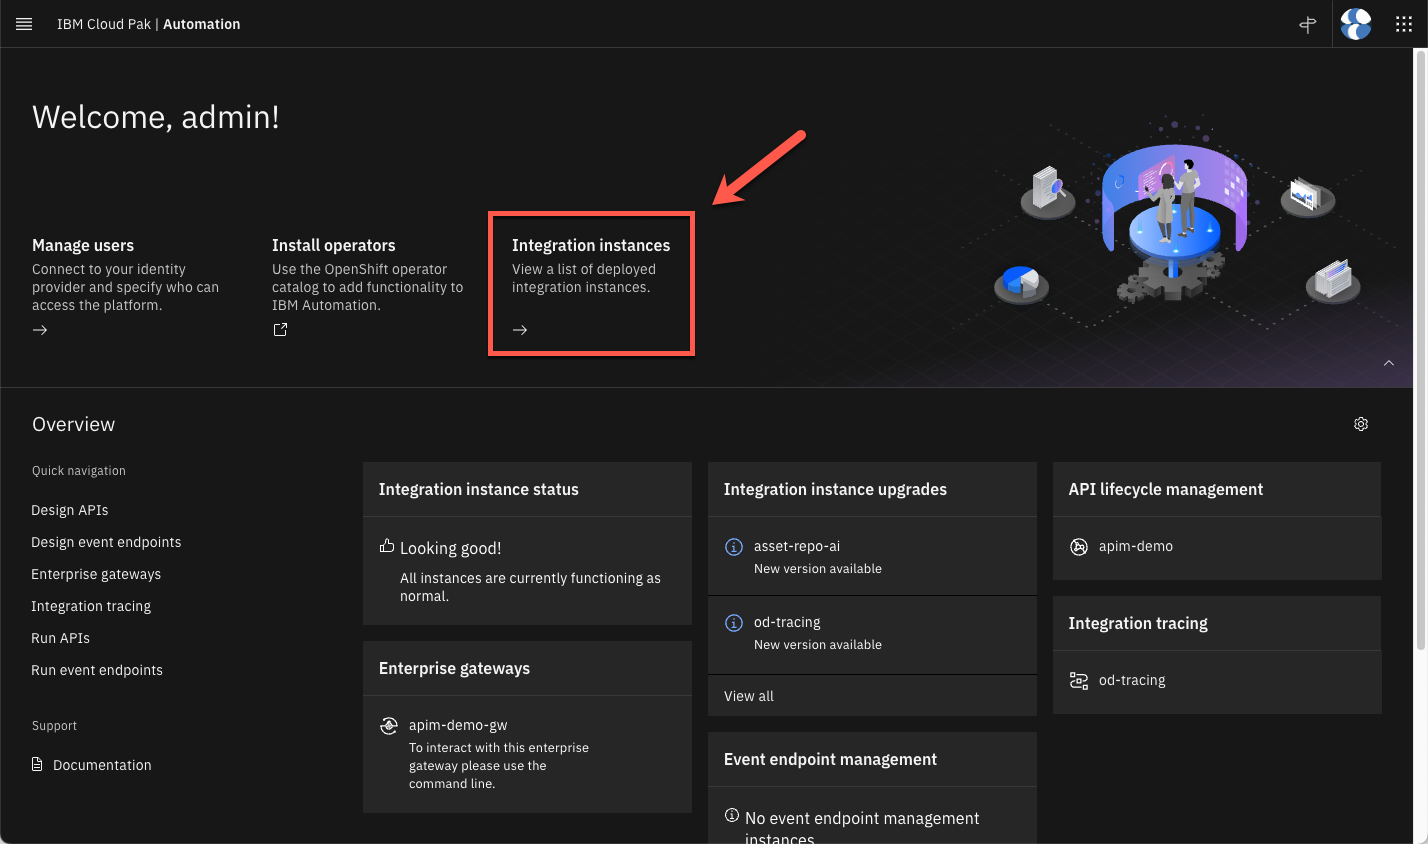 IBM Cloud Pak | Automation
Welcome, admin!
Manage users
Connect to your identity
provider and specify who can
access the platform.
Install operators
Use the OpenShift operator
catalog to add functionality to
IBM Automation.
Integration instances
View a list of deployed
integration instances.
Overview
Quick navigation
Design APIs
Design event endpoints
Enterprise gateways
Integration tracing
Run APIs
Run event endpoints
Support
Documentation
Integration instance status
Looking good!
All instances are currently functioning as
normal.
Enterprise gateways
apim-demo-gw
To interact with this enterprise
gateway please use the
command line.
Integration instance upgrades
asset-repo-ai
New version available
od-tracing
New version available
View all
Event endpoint management
No event endpoint management
instances
API lifecycle management
apim-demo
Integration tracing
od-tracing